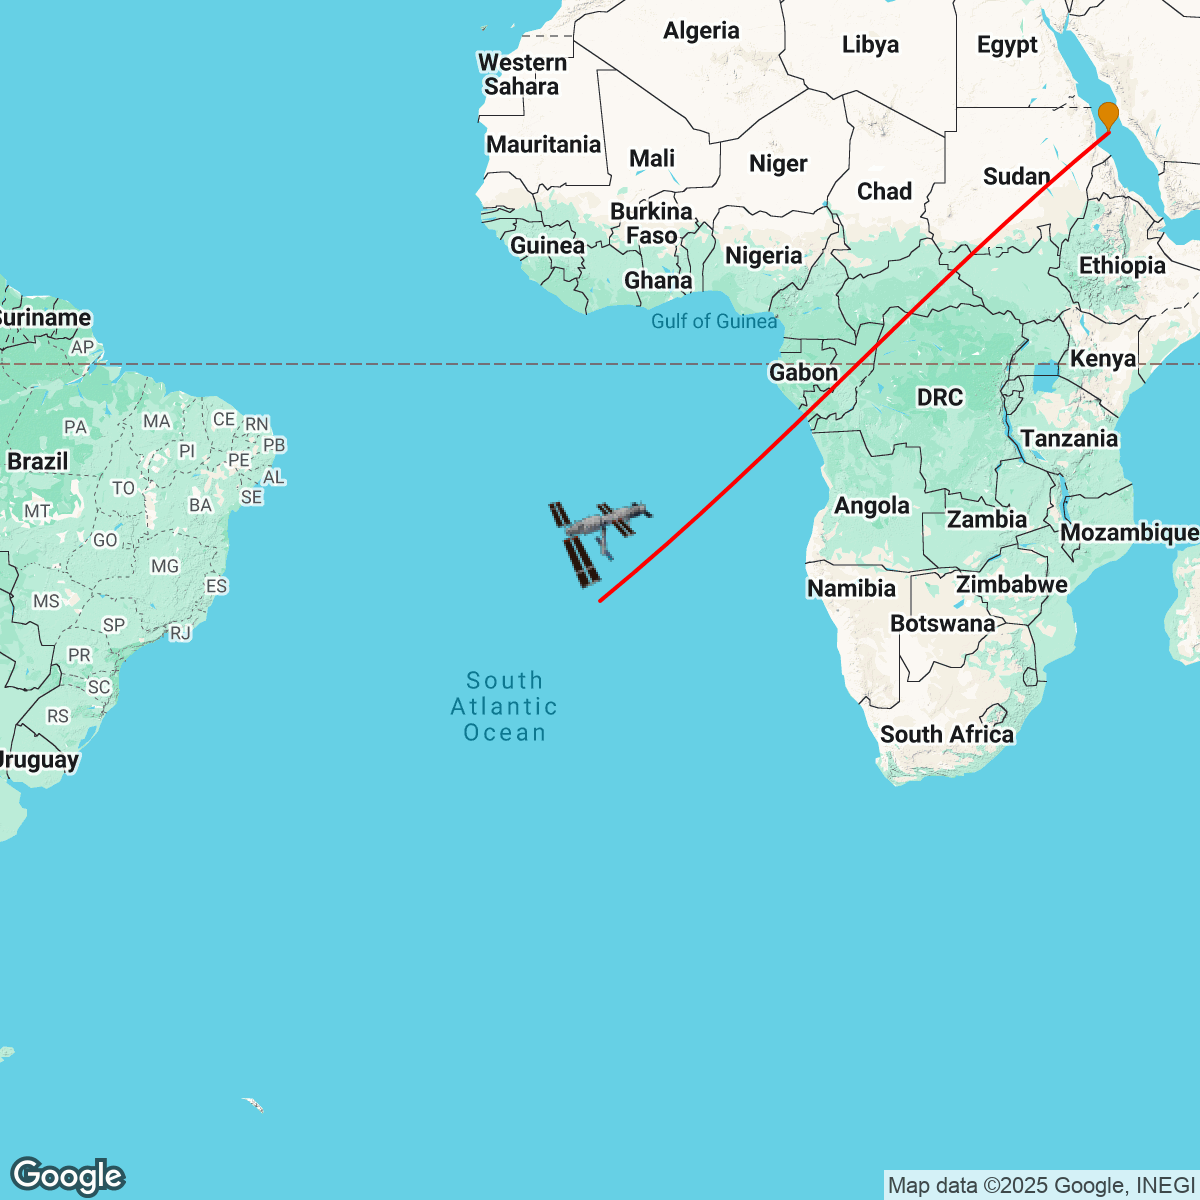 Algeria
Libya
Egypt
Western
Sahara
Mauritania
Mali
Niger
Chad
Sudan
Burkina
Faso
Guinea
Nigeria
Ghana
Ethiopia
Suriname
Gulf of Guinea
AP
Kenya
Gabon
DRC
MA
CE
RN
PA
PB
PI
PE
Tanzania
Brazil
AL
TO
SE
BA
MT
Angola
Zambia
Mozambique
GO
MG
ES
Namibia
Zimbabwe
MS
SP
RJ
Botswana
PR
SC
South
Atlantic
Ocean
RS
South Africa
Uruguay
Google
Map data ©2025 Google, INEGI